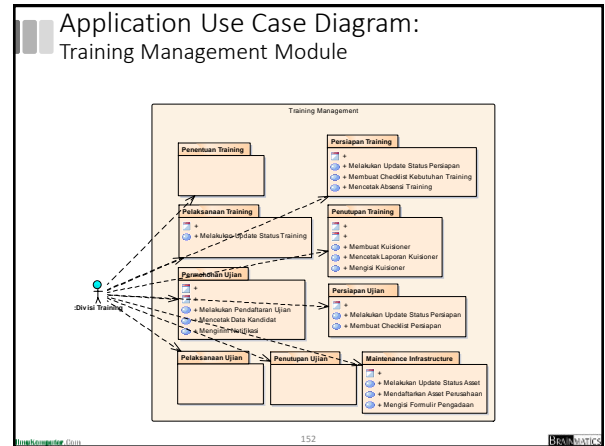 Application Use Case Diagram:
Training Management Module
Training Management
Penentuan Training
Persiapan Training
+
+ Melakukan Update Status Persiapan
+ Membuat Checklist Kebutuhan Training
+ Mencetak Absensi Training
Pelaksanaan Training
+
+ Melakukan Update Status Training
Penutupan Training
+
+
+ Membuat Kuisioner
+ Mencetak Laporan Kuisioner
+ Mengisi Kuisioner
Permohonan Ujian
+
+
+ Melakukan Pendaftaran Ujian
+ Mencetak Data Kandidat
+ Mengirim Notifikasi
:Divisi Training
Persiapan Ujian
+
+ Melakukan Update Status Persiapan
+ Membuat Checklist Persiapan
Pelaksanaan Ujian
Penutupan Ujian
Maintenance Infrastructure
+
+ Melakukan Update Status Asset
+ Mendaftarkan Asset Perusahaan
+ Mengisi Formulir Pengadaan
IlmuKomputer.Com
152
BRAINMATICS